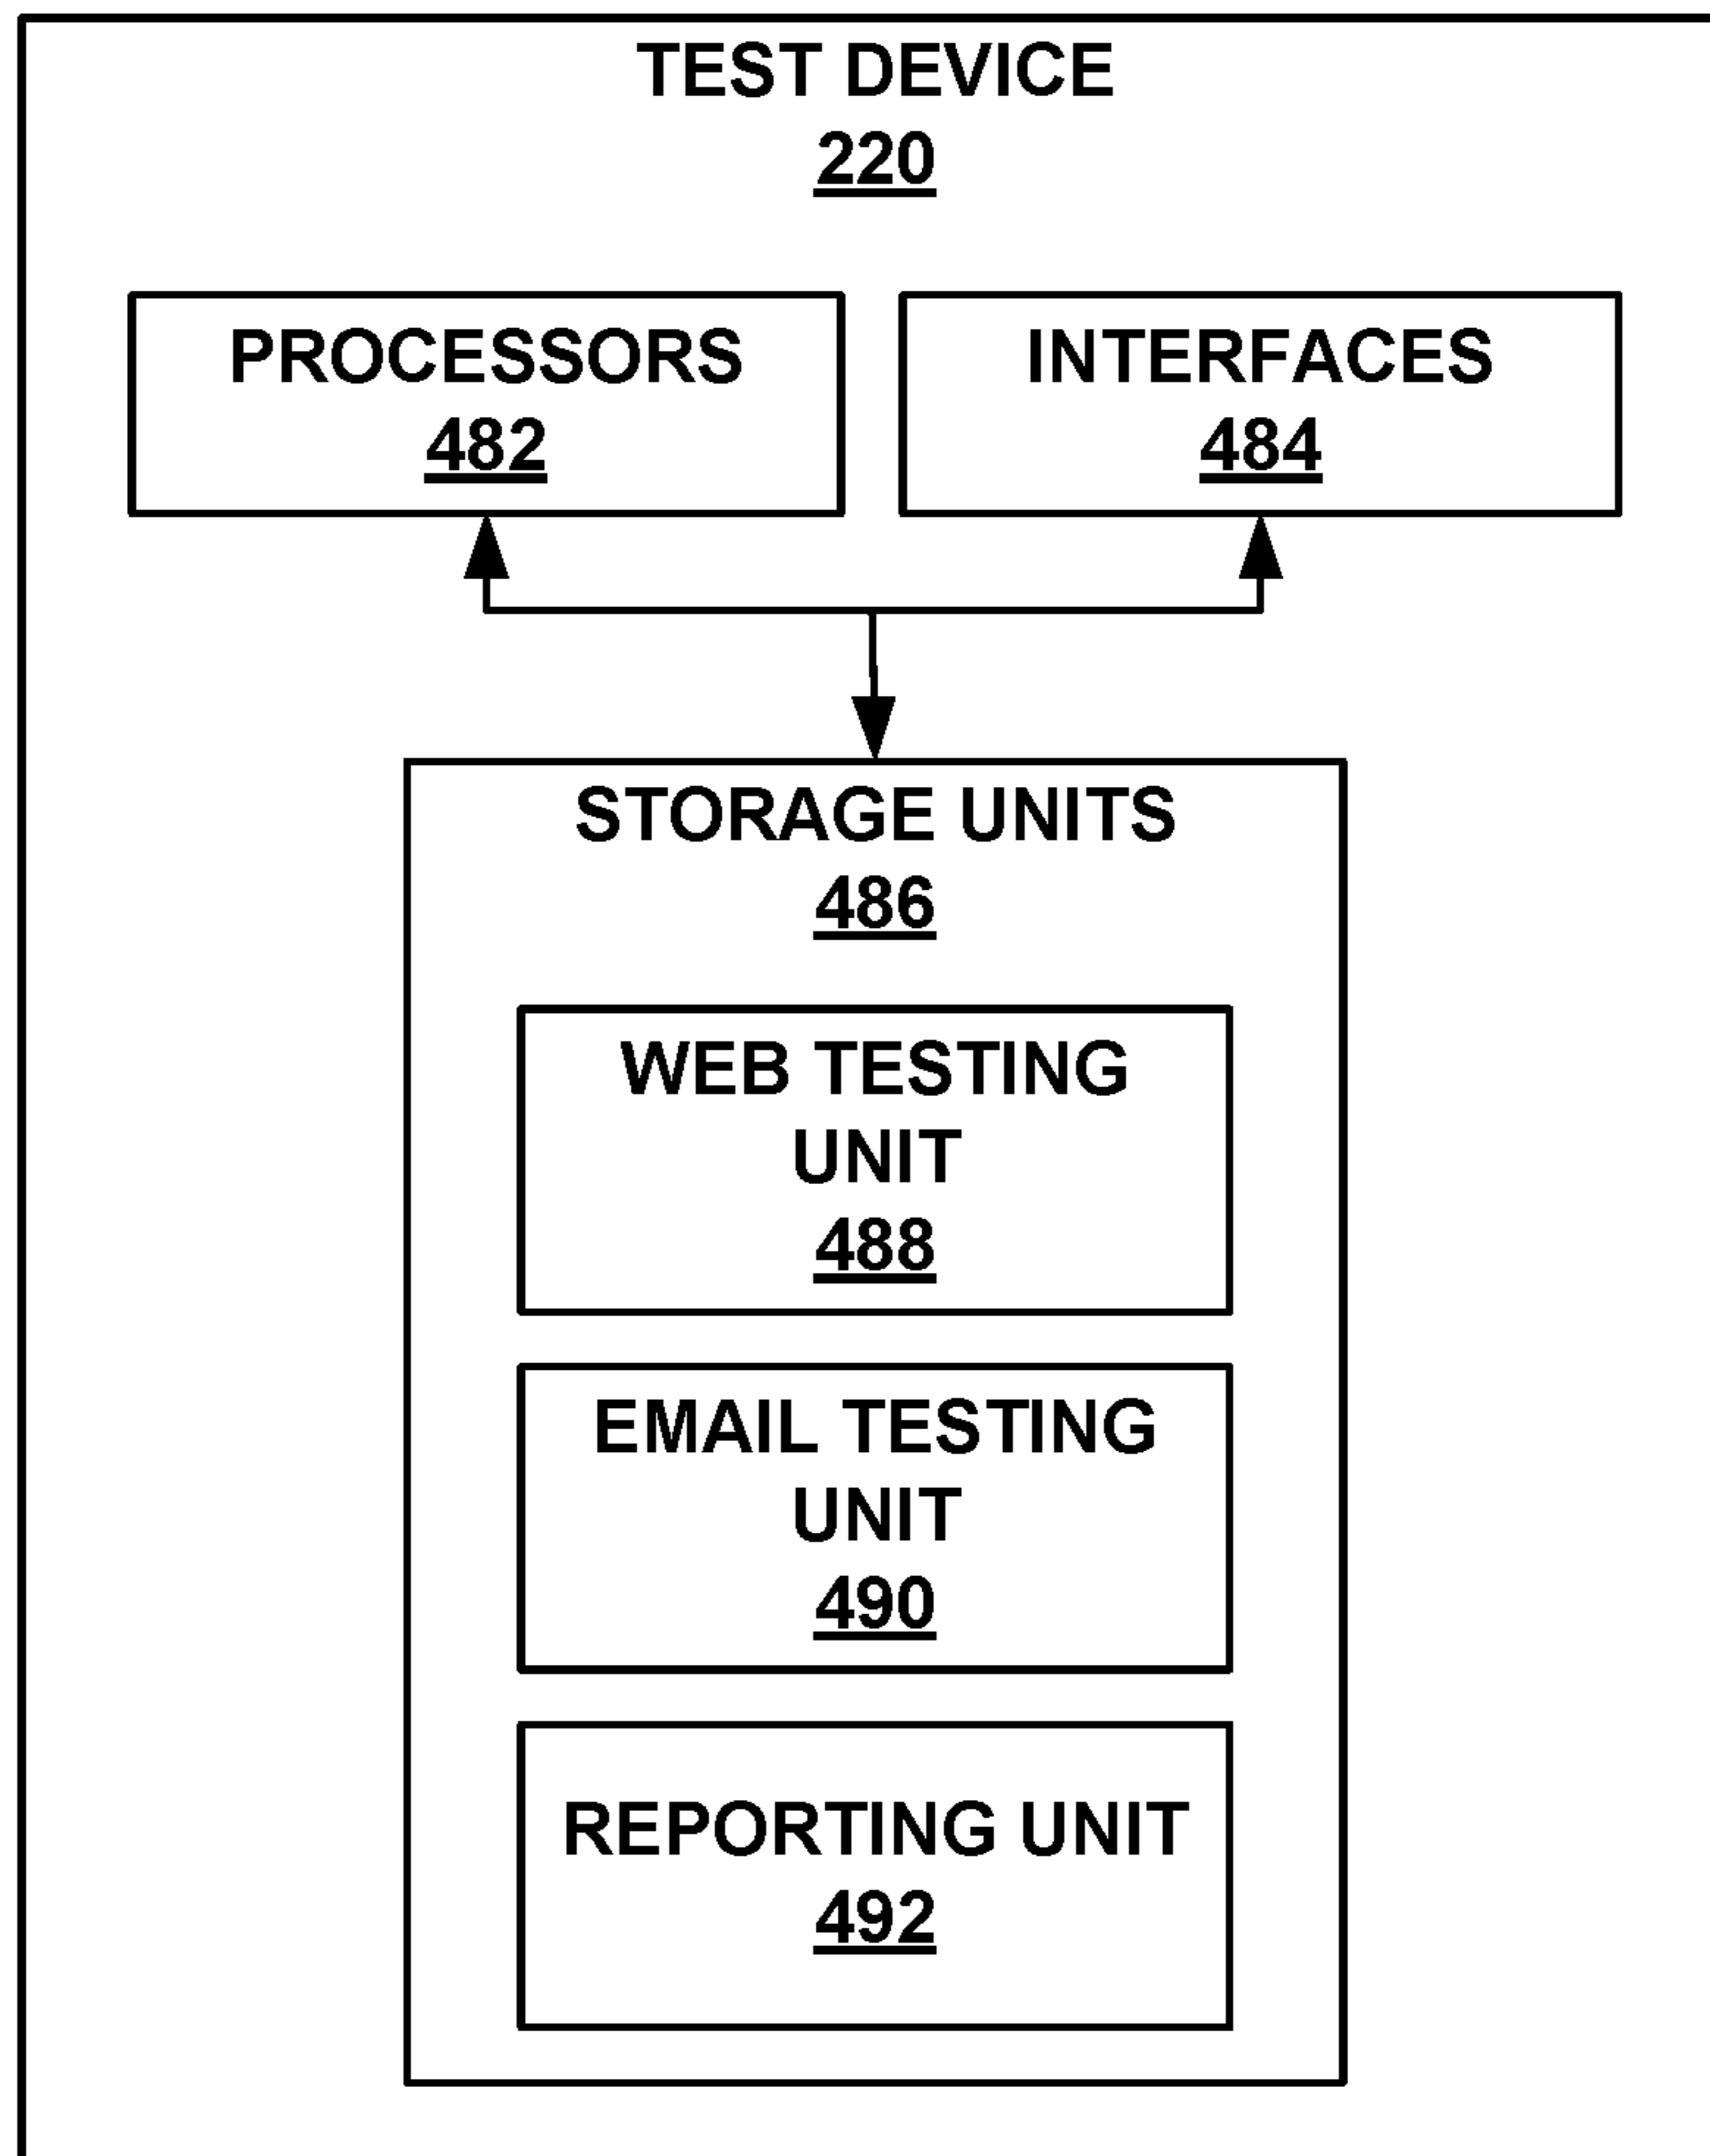 TEST DEVICE
220
PROCESSORS
482
INTERFACES
484
STORAGE UNITS
486
WEB TESTING
UNIT
488
EMAIL TESTING
UNIT
490
REPORTING UNIT
492